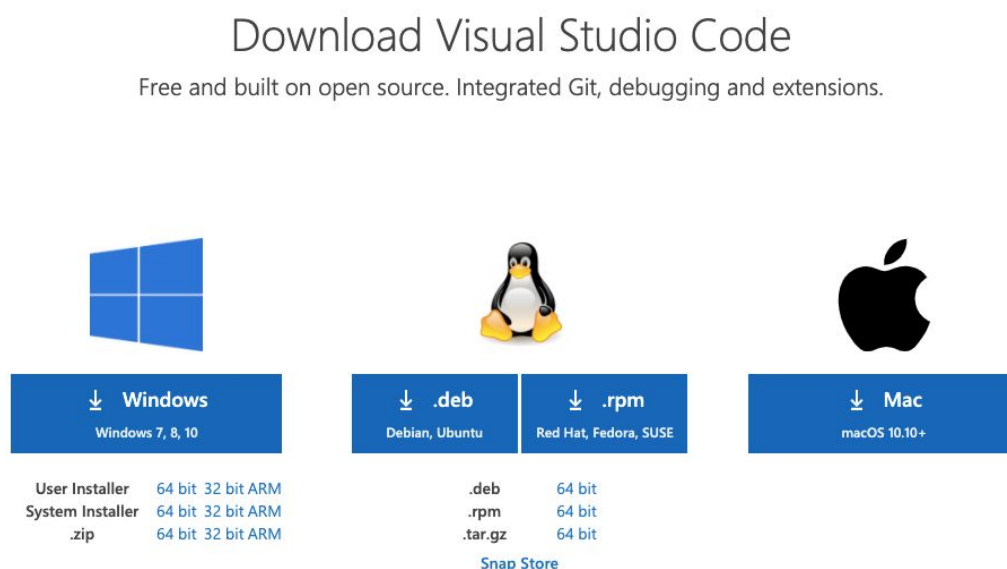 Download Visual Studio Code
Free and built on open source. Integrated Git, debugging and extensions.
Windows
Windows 7, 8, 10
User Installer 64 bit 32 bit ARM
System Installer 64 bit 32 bit ARM
.zip 64 bit 32 bit ARM
.deb
Debian, Ubuntu
.rpm
Red Hat, Fedora, SUSE
.deb 64 bit
.rpm 64 bit
.tar.gz 64 bit
Snap Store
Mac
macOS 10.10+